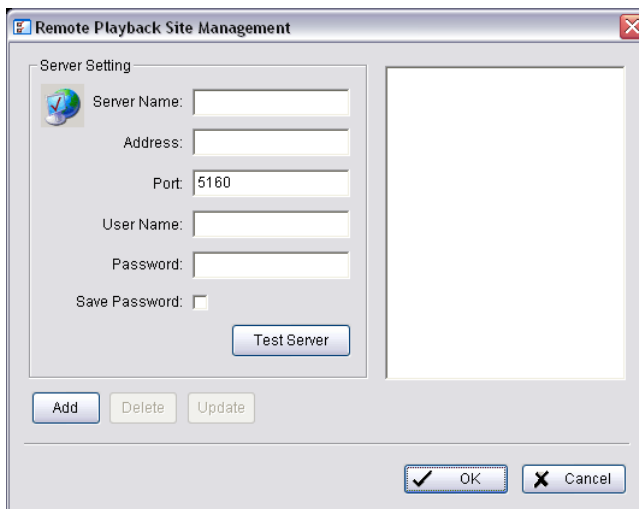 Remote Playback Site Management
Server Setting
Server Name:
Address:
Port: 5160
User Name:
Password:
Save Password:
Test Server
Add Delete Update
OK Cancel